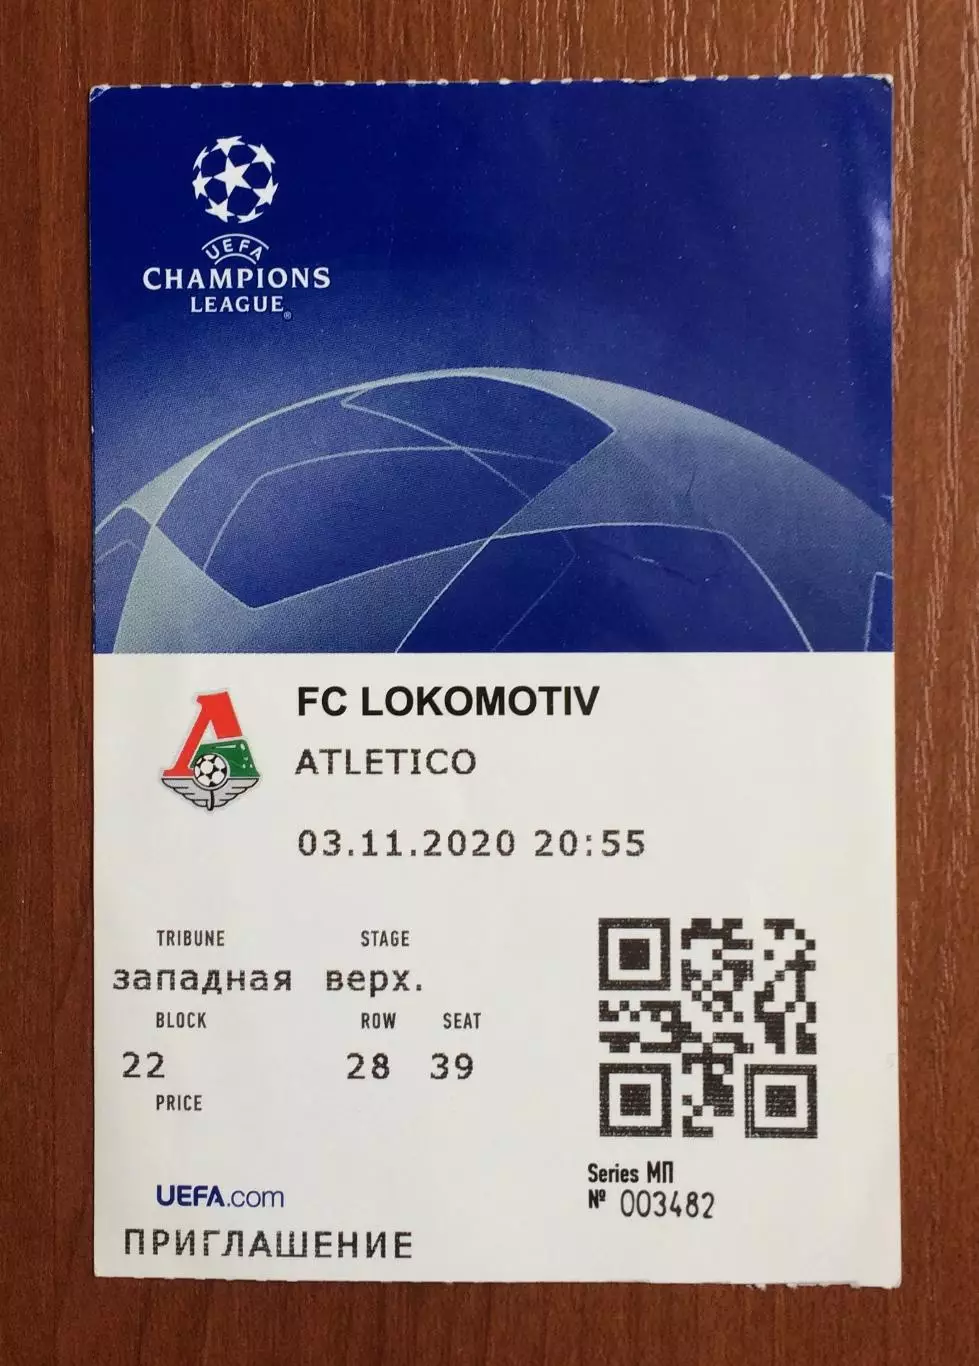 UEFA
CHAMPIONS
LEAGUE®
FC LOKOMOTIV
ATLETICO
03.11.2020 20:55
TRIBUNE STAGE
западная верх.
BLOCK ROW SEAT
22 28 39
PRICE
Series МП
№ 003482
UEFA.com
ПРИГЛАШЕНИЕ